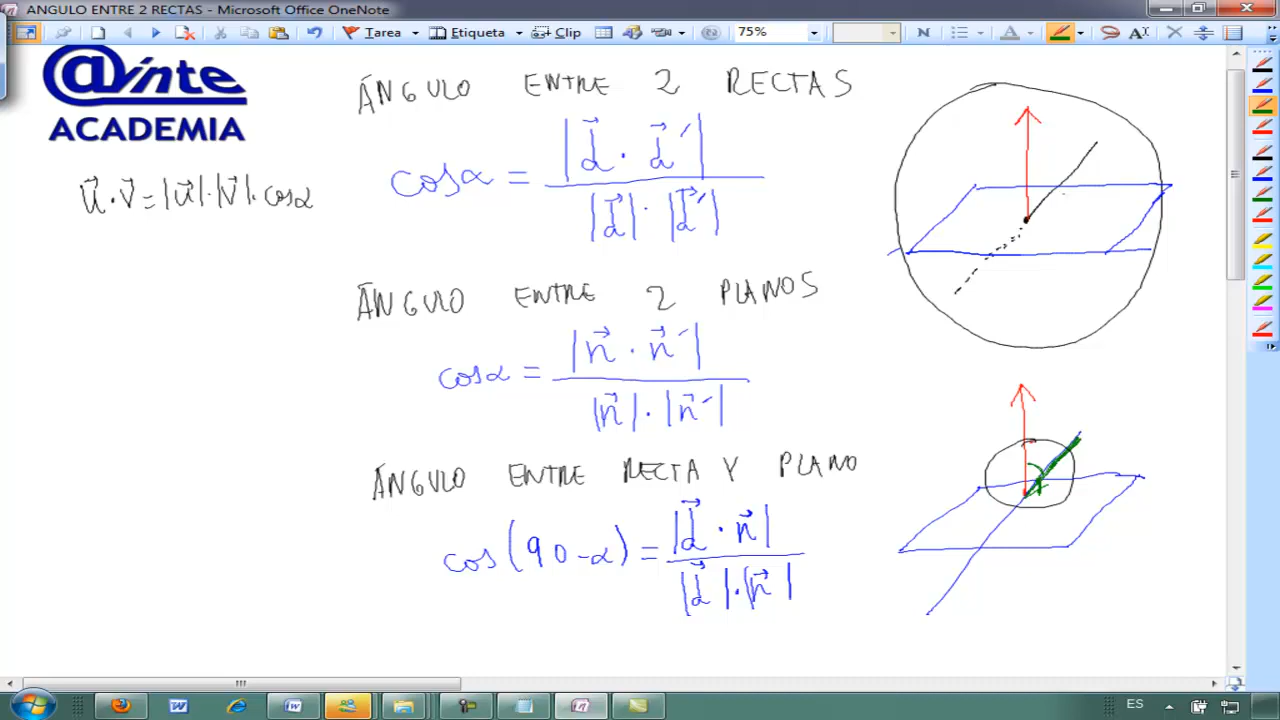 ANGULO ENTRE 2 RECTAS - Microsoft Office OneNote
Tarea Etiqueta Clip 75% N A A
@inte
ACADEMIA
ÁNGULO ENTRE 2 RECTAS
u⃗·v⃗=|u⃗|·|v⃗|·cosα
cosα = |d⃗ · d⃗´| / |d⃗|·|d⃗´|
ÁNGULO ENTRE 2 PLANOS
cosα = |n⃗ · n⃗´| / |n⃗|·|n⃗´|
ÁNGULO ENTRE RECTA Y PLANO
cos(90-α) = |d⃗ · n⃗| / |d⃗|·|n⃗|
ES